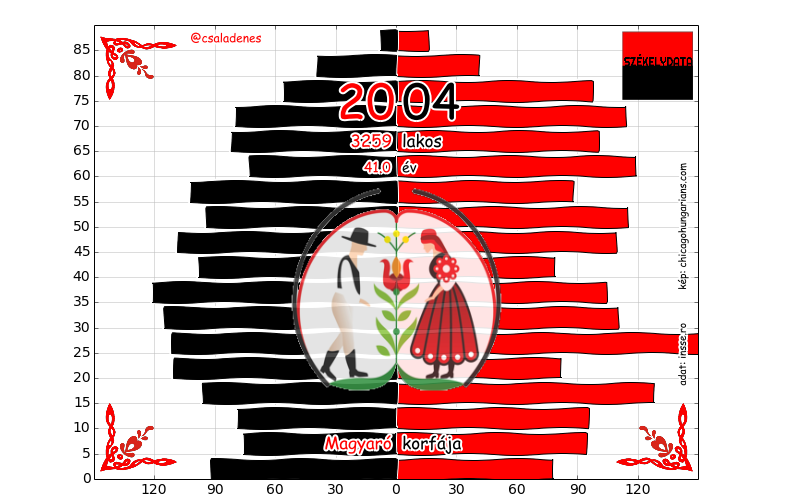 @csaladenes
SZÉKELYDATA
2004
3259 lakos
41,0 év
kép: chicagohungarians.com
adat: insse.ro
Magyaró korfája
85
80
75
70
65
60
55
50
45
40
35
30
25
20
15
10
5
0
120 90 60 30 0 30 60 90 120